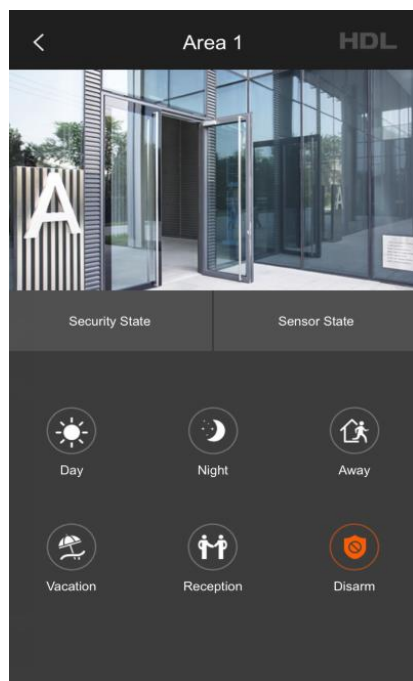 Area 1
HDL
A
Security State
Sensor State
Day
Night
Away
Vacation
Reception
Disarm